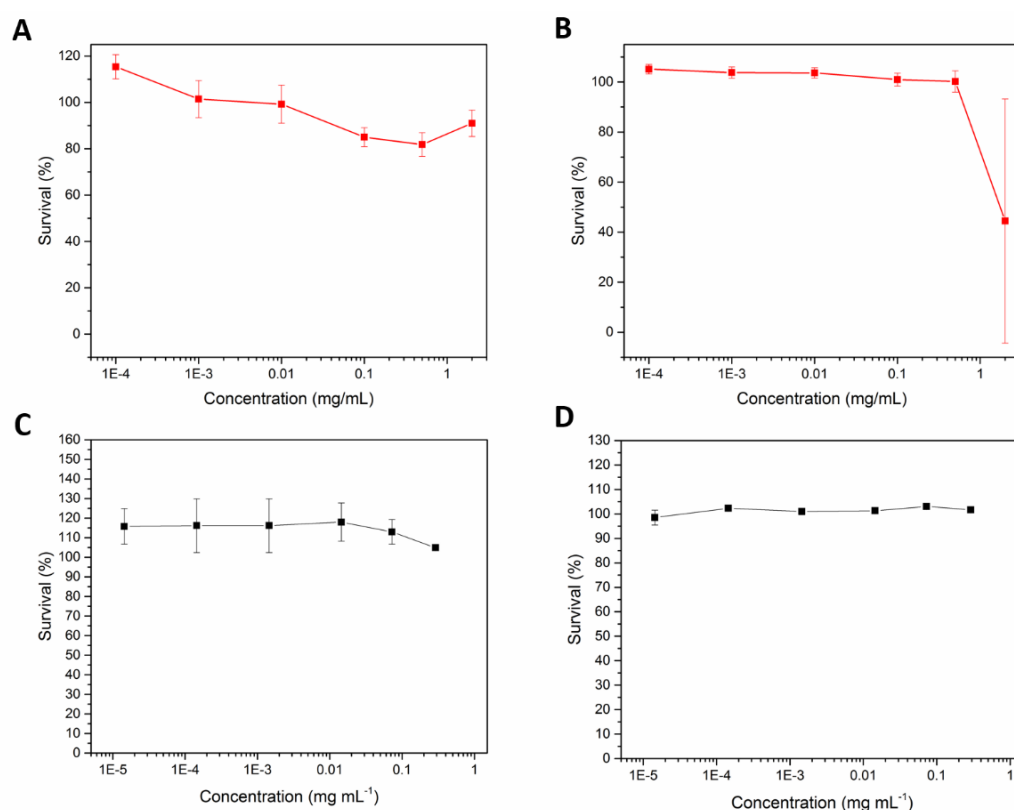 A
120
100
80
60
40
20
0
Survival (%)
1E-4 1E-3 0.01 0.1 1
Concentration (mg/mL)
B
100
80
60
40
20
0
Survival (%)
1E-4 1E-3 0.01 0.1 1
Concentration (mg/mL)
C
160
150
140
130
120
110
100
90
80
70
60
50
40
30
20
10
0
Survival (%)
1E-5 1E-4 1E-3 0.01 0.1 1
Concentration (mg mL⁻¹)
D
130
120
110
100
90
80
70
60
50
40
30
20
10
0
Survival (%)
1E-5 1E-4 1E-3 0.01 0.1 1
Concentration (mg mL⁻¹)